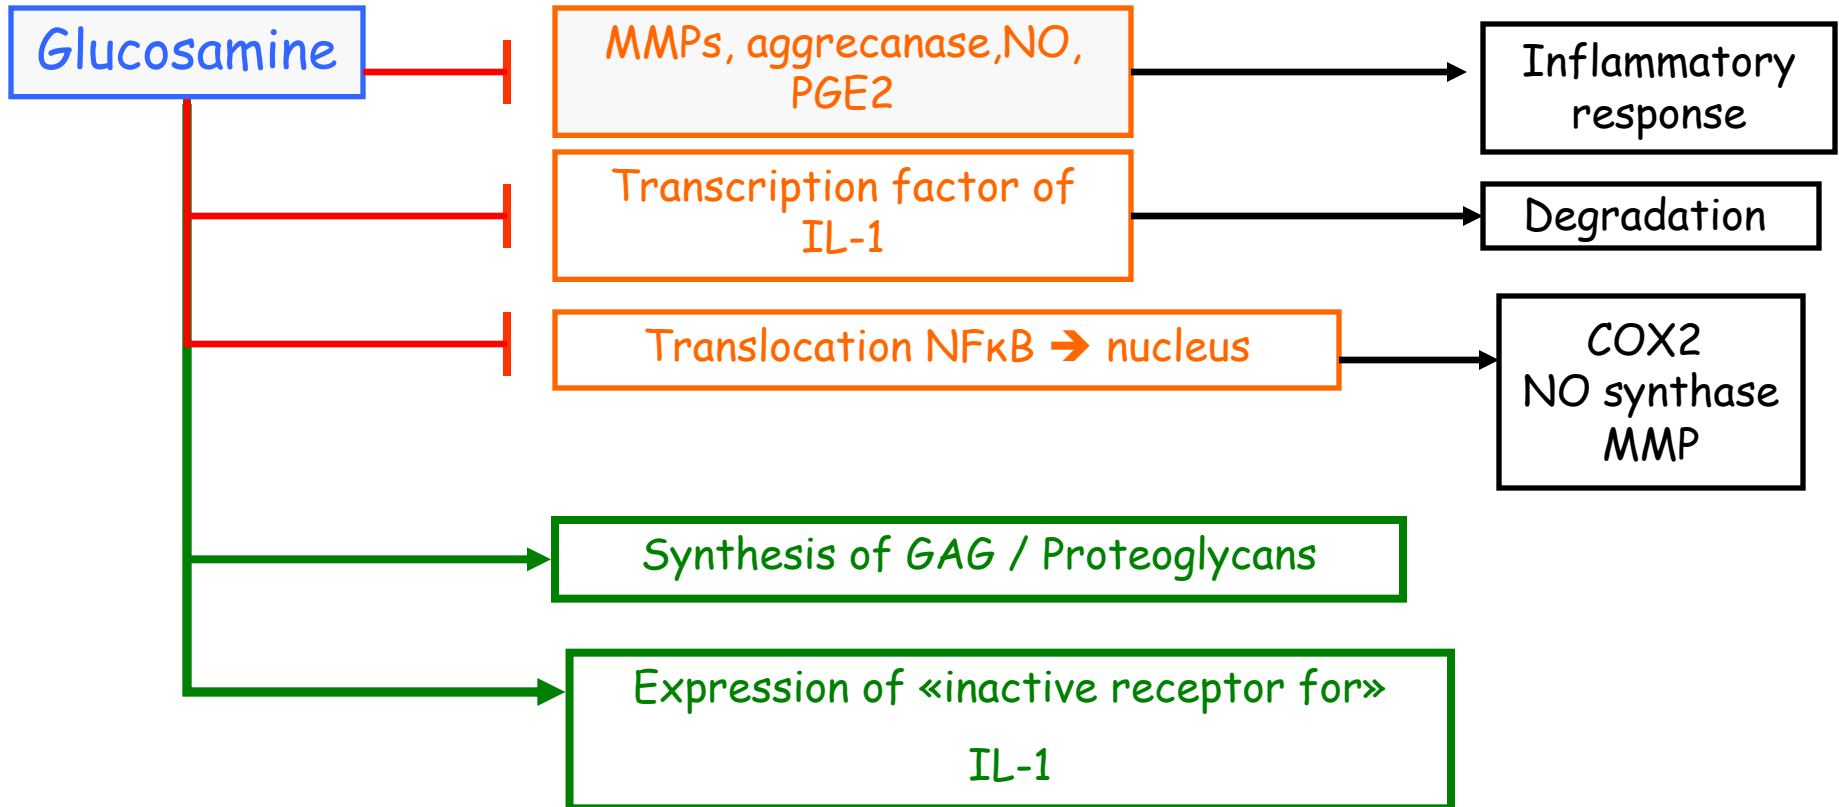 Glucosamine
MMPs, aggrecanase,NO,
PGE2
Inflammatory
response
Transcription factor of
IL-1
Degradation
Translocation NFκB ➔ nucleus
COX2
NO synthase
MMP
Synthesis of GAG / Proteoglycans
Expression of «inactive receptor for»
IL-1